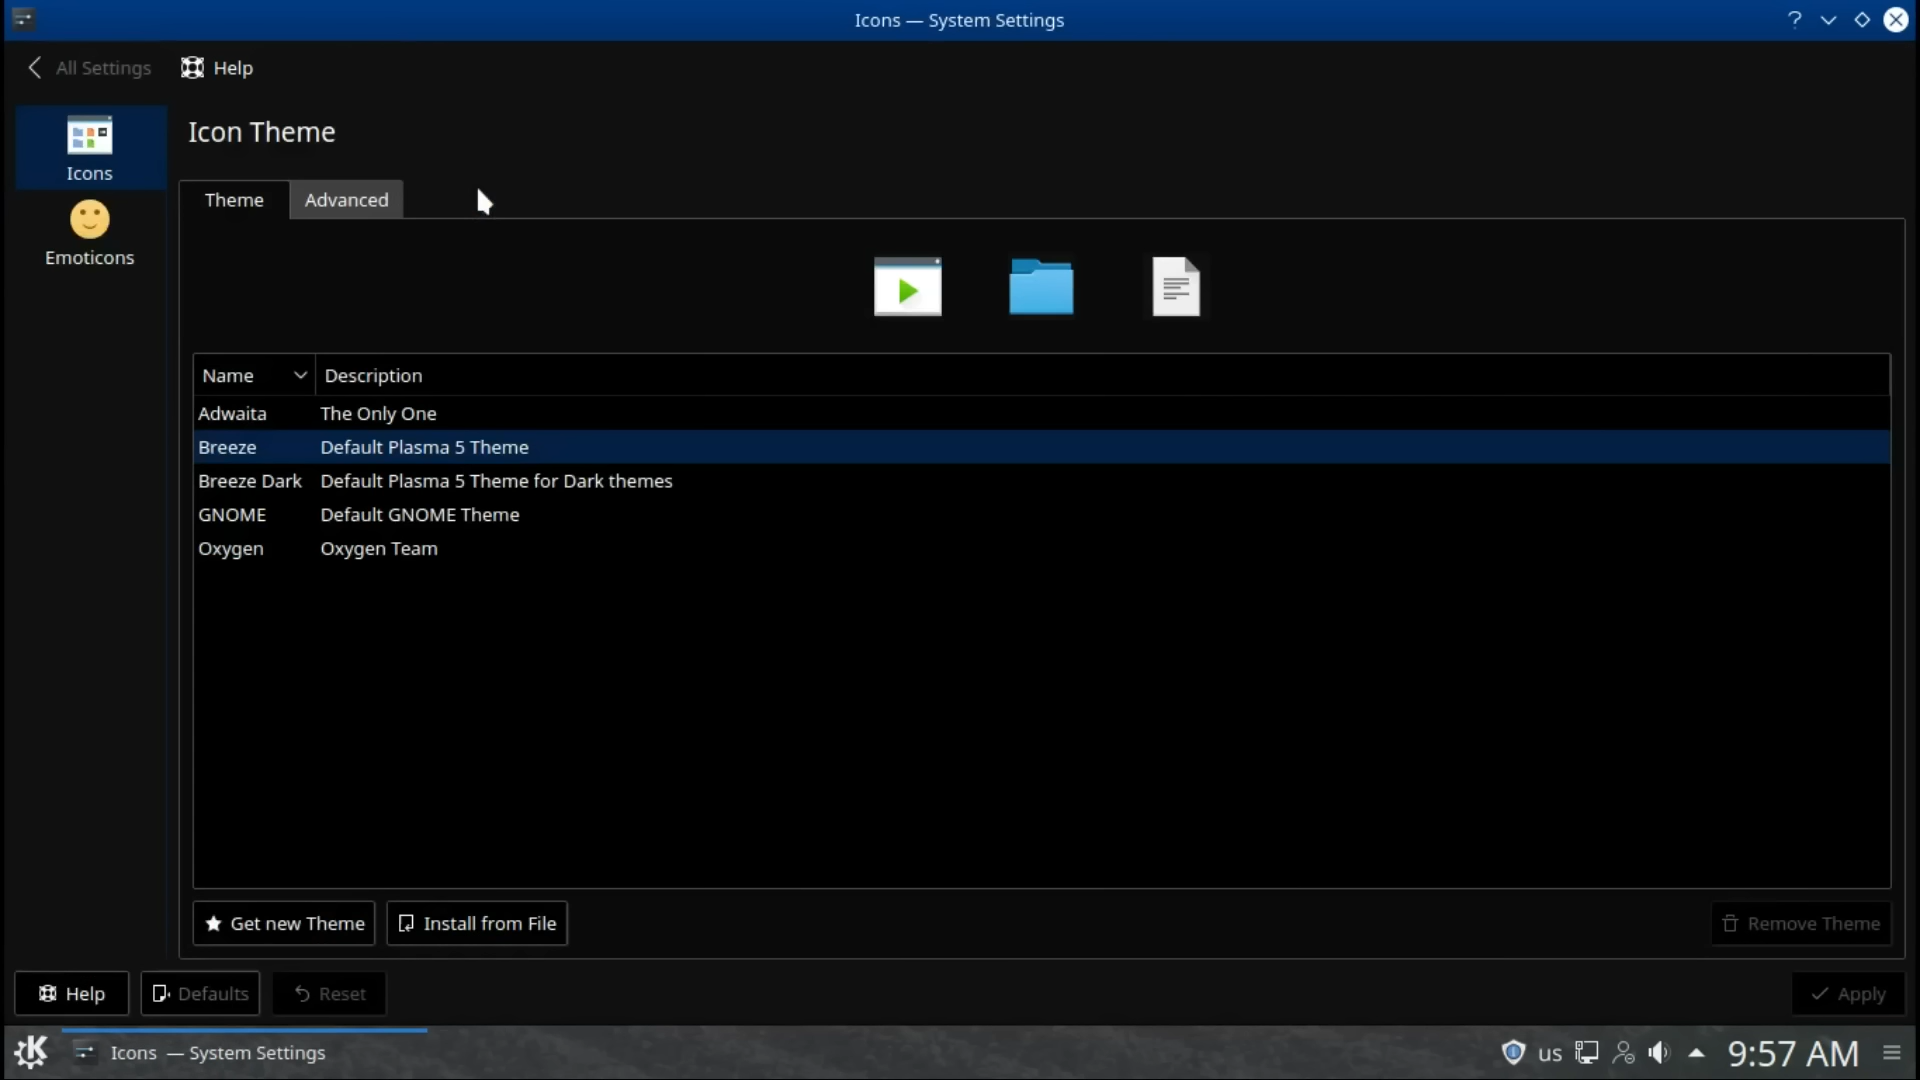 Icons — System Settings
All Settings
Help
Icons
Emoticons
Icon Theme
Theme
Advanced
Name
Description
Adwaita
The Only One
Breeze
Default Plasma 5 Theme
Breeze Dark
Default Plasma 5 Theme for Dark themes
GNOME
Default GNOME Theme
Oxygen
Oxygen Team
Get new Theme
Install from File
Remove Theme
Help
Defaults
Reset
Apply
Icons — System Settings
us
9:57 AM